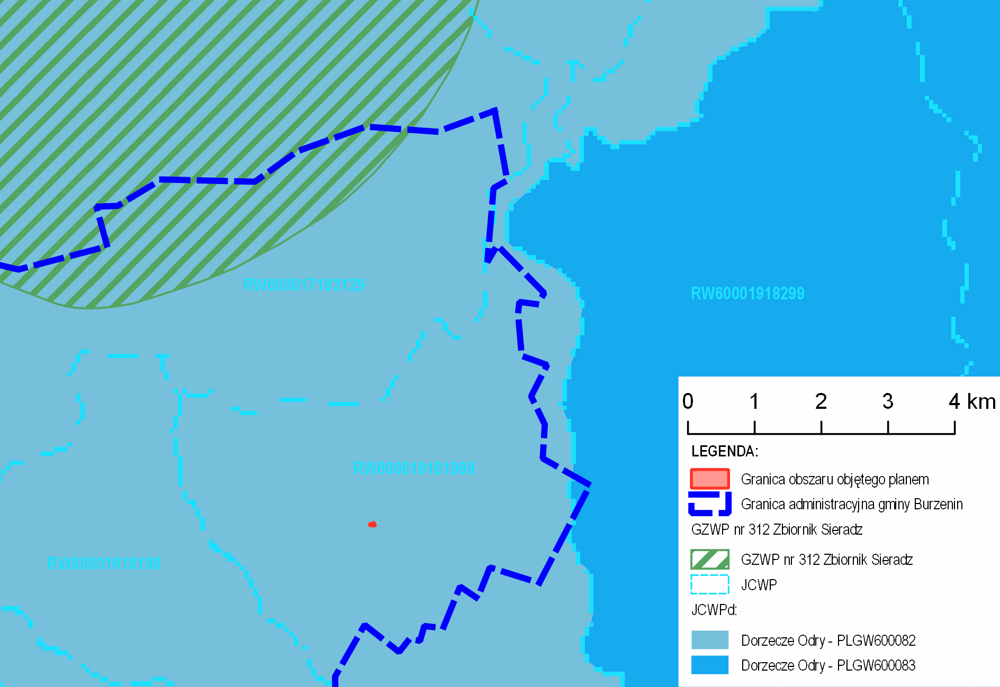 RW600017183129
RW60001918299
RW600019181999
RW60001618198
0 1 2 3 4 km
LEGENDA:
Granica obszaru objętego planem
Granica administracyjna gminy Burzenin
GZWP nr 312 Zbiornik Sieradz
GZWP nr 312 Zbiornik Sieradz
JCWP
JCWPd:
Dorzecze Odry - PLGW600082
Dorzecze Odry - PLGW600083